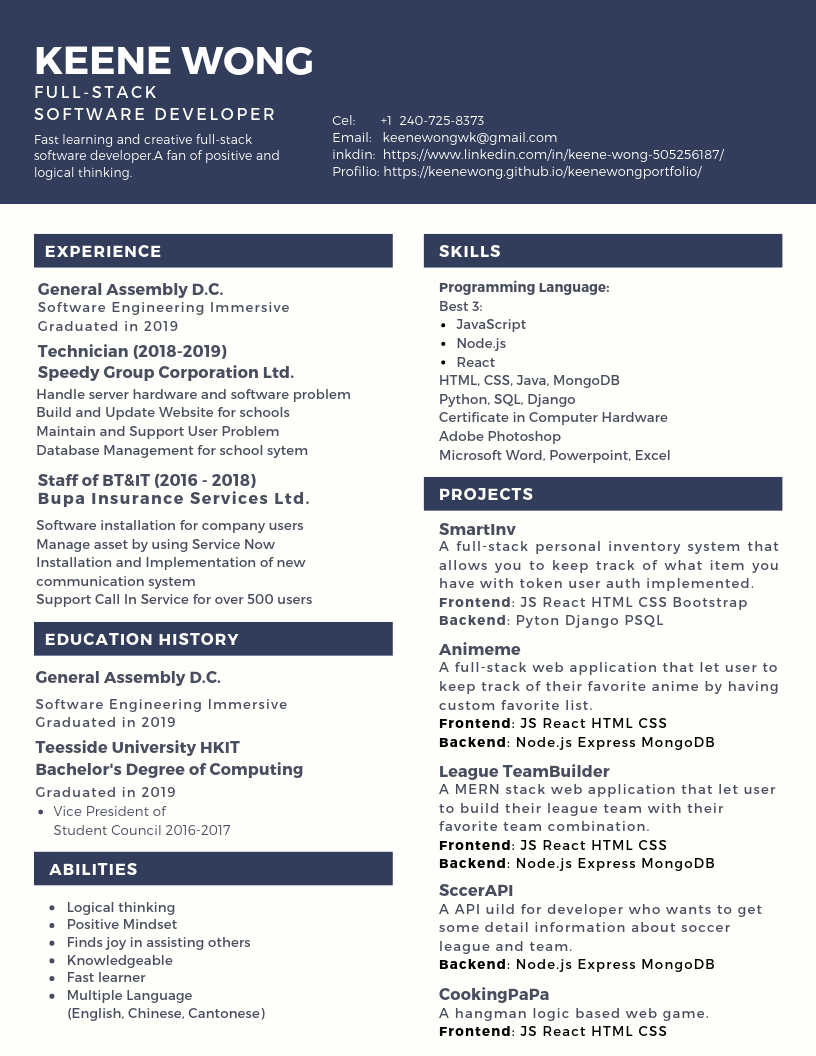 KEENE WONG
FULL-STACK
SOFTWARE DEVELOPER
Fast learning and creative full-stack
software developer.A fan of positive and
logical thinking.
Cel: +1 240-725-8373
Email: keenewongwk@gmail.com
inkdin: https://www.linkedin.com/in/keene-wong-505256187/
Profilio: https://keenewong.github.io/keenewongportfolio/
EXPERIENCE
General Assembly D.C.
Software Engineering Immersive
Graduated in 2019
Technician (2018-2019)
Speedy Group Corporation Ltd.
Handle server hardware and software problem
Build and Update Website for schools
Maintain and Support User Problem
Database Management for school sytem
Staff of BT&IT (2016 - 2018)
Bupa Insurance Services Ltd.
Software installation for company users
Manage asset by using Service Now
Installation and Implementation of new
communication system
Support Call In Service for over 500 users
EDUCATION HISTORY
General Assembly D.C.
Software Engineering Immersive
Graduated in 2019
Teesside University HKIT
Bachelor's Degree of Computing
Graduated in 2019
• Vice President of
Student Council 2016-2017
ABILITIES
• Logical thinking
• Positive Mindset
• Finds joy in assisting others
• Knowledgeable
• Fast learner
• Multiple Language
(English, Chinese, Cantonese)
SKILLS
Programming Language:
Best 3:
• JavaScript
• Node.js
• React
HTML, CSS, Java, MongoDB
Python, SQL, Django
Certificate in Computer Hardware
Adobe Photoshop
Microsoft Word, Powerpoint, Excel
PROJECTS
SmartInv
A full-stack personal inventory system that
allows you to keep track of what item you
have with token user auth implemented.
Frontend: JS React HTML CSS Bootstrap
Backend: Pyton Django PSQL
Animeme
A full-stack web application that let user to
keep track of their favorite anime by having
custom favorite list.
Frontend: JS React HTML CSS
Backend: Node.js Express MongoDB
League TeamBuilder
A MERN stack web application that let user
to build their league team with their
favorite team combination.
Frontend: JS React HTML CSS
Backend: Node.js Express MongoDB
SccerAPI
A API uild for developer who wants to get
some detail information about soccer
league and team.
Backend: Node.js Express MongoDB
CookingPaPa
A hangman logic based web game.
Frontend: JS React HTML CSS